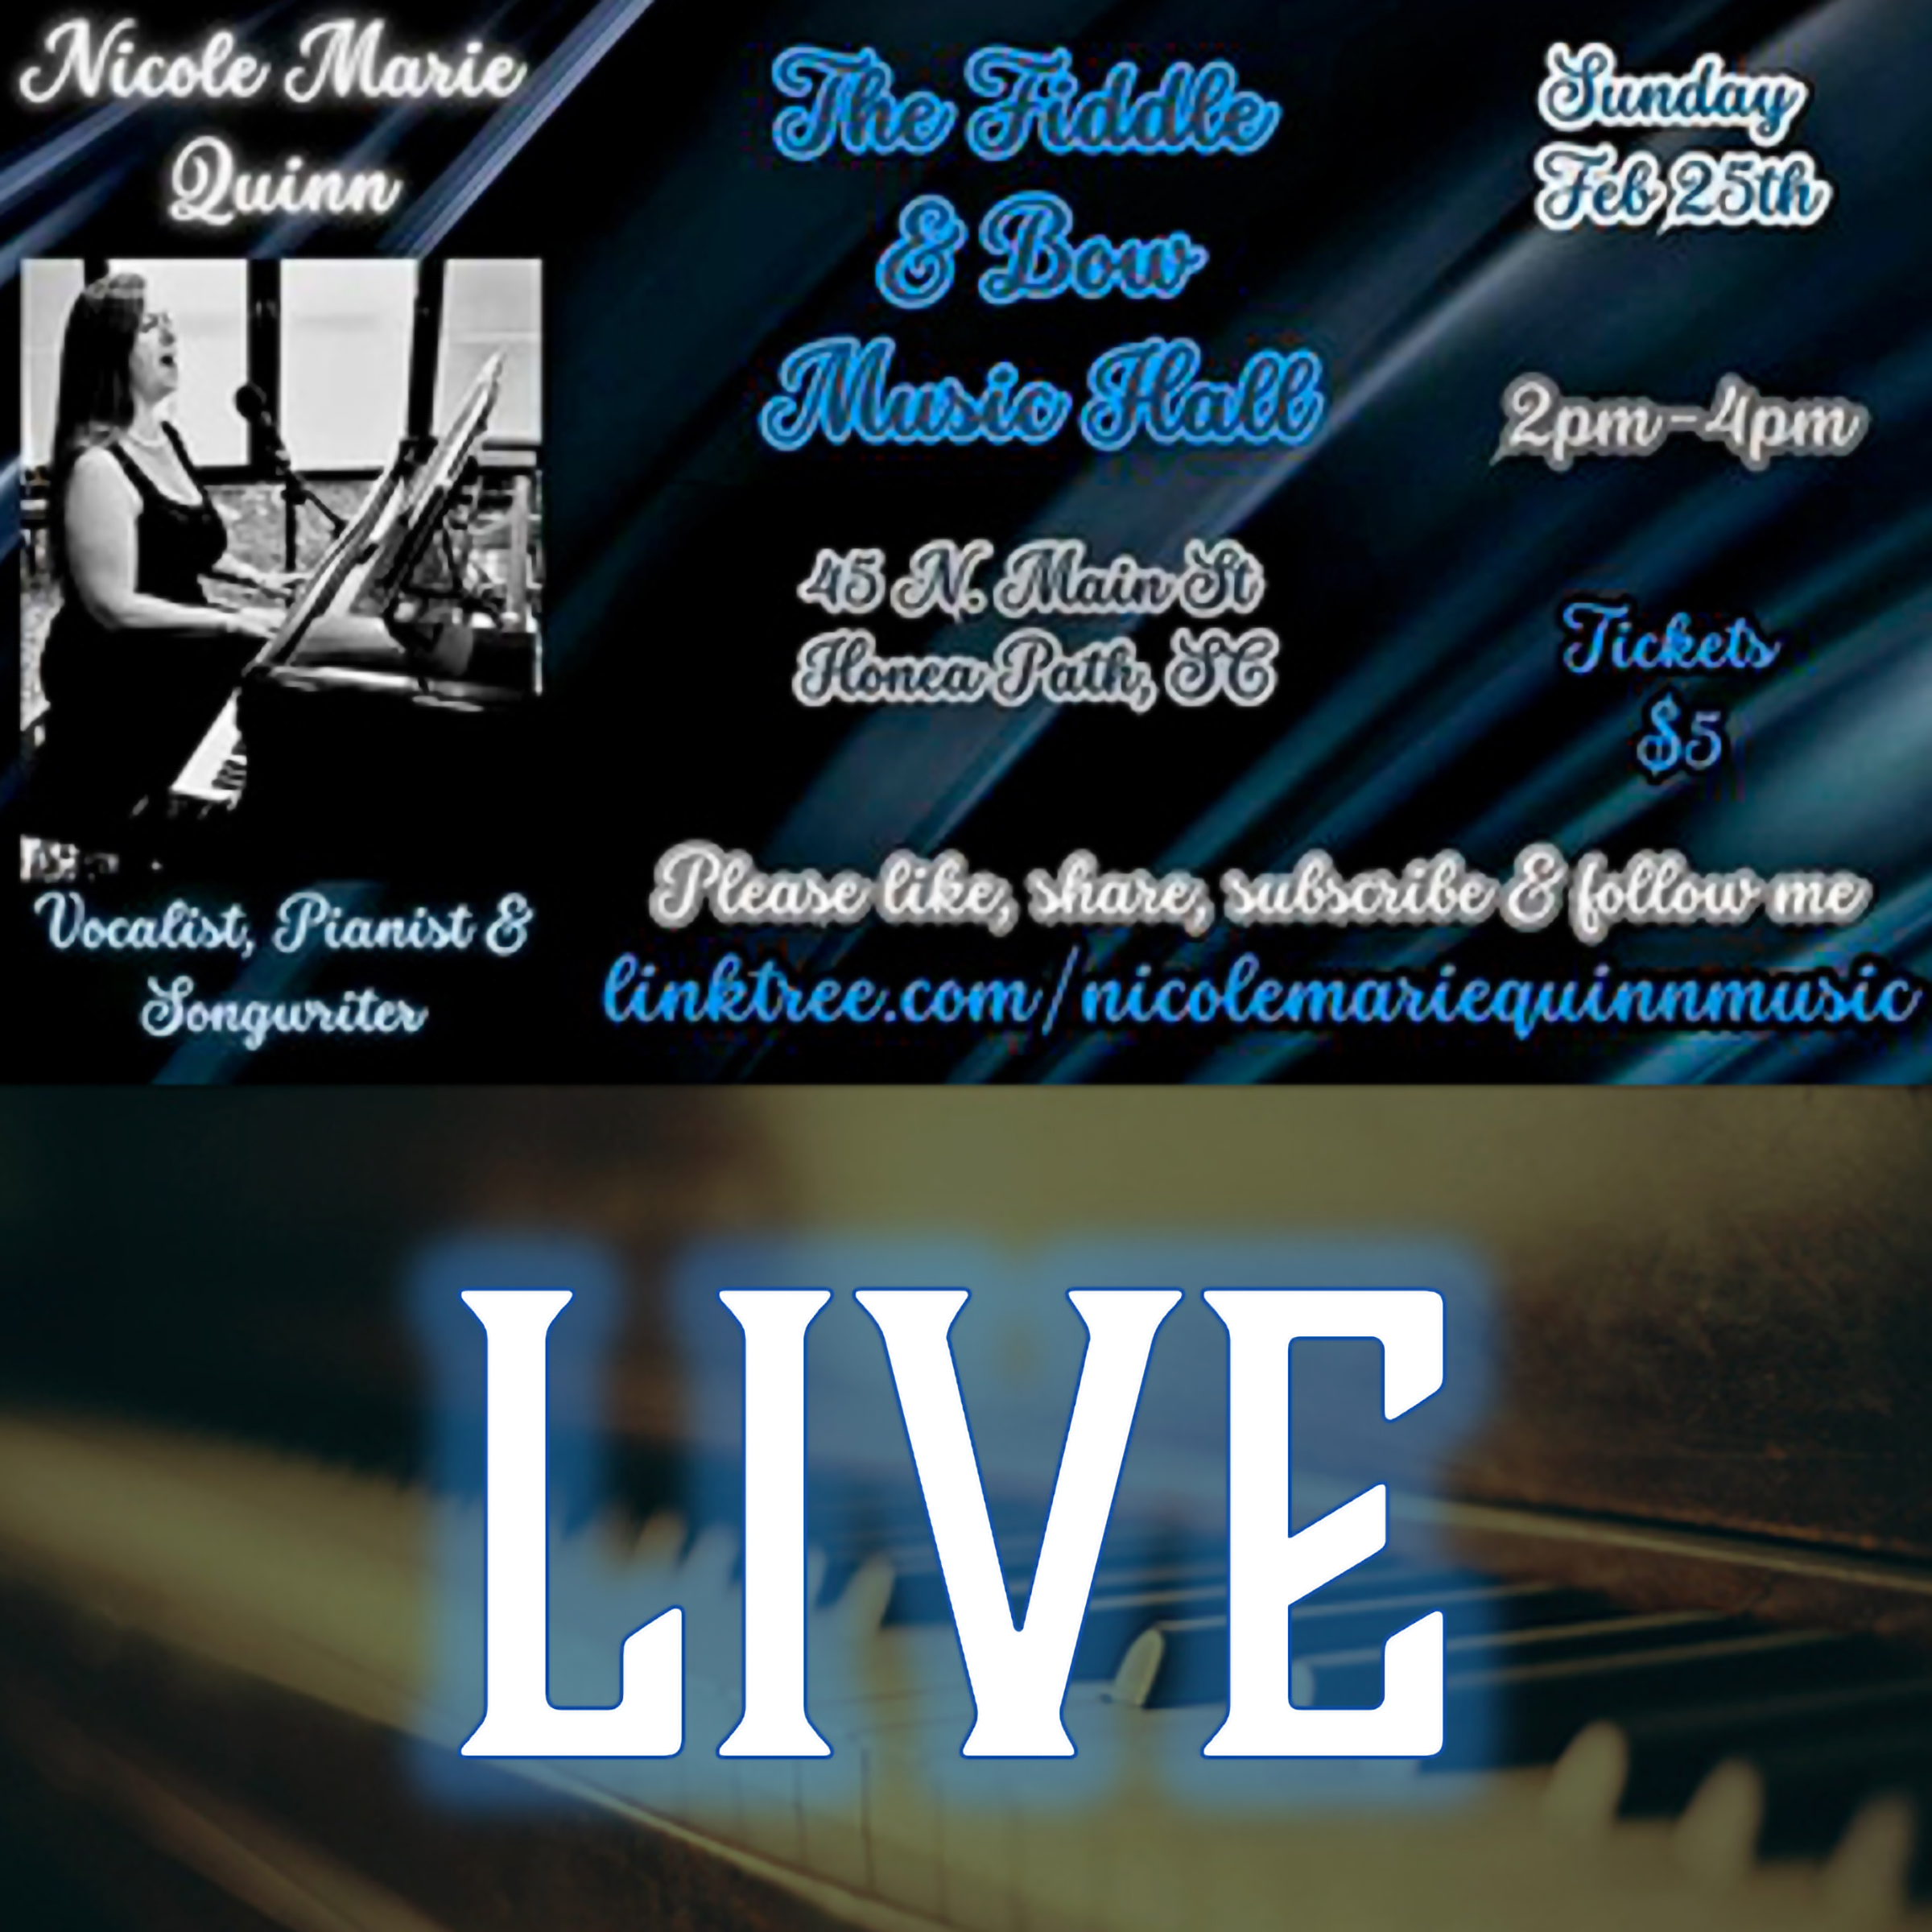 Nicole Marie
Quinn
Vocalist, Pianist &
Songwriter
The Fiddle
& Bow
Music Hall
45 N. Main St
Honea Path, SC
Sunday
Feb 25th
2pm-4pm
Tickets
$5
Please like, share, subscribe & follow me
linktree.com/nicolemariequinnmusic
LIVE